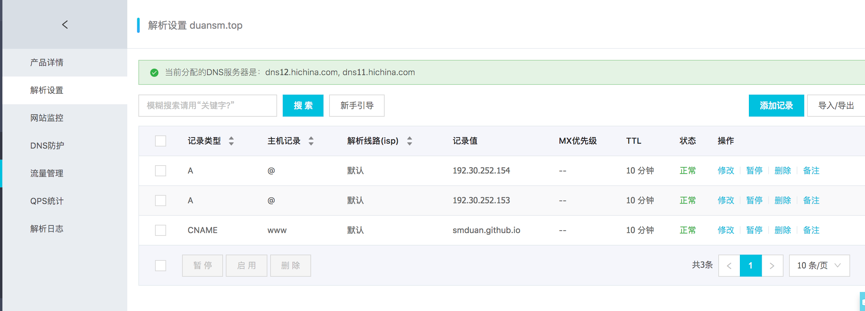 解析设置 duansm.top
产品详情
解析设置
网站监控
DNS防护
流量管理
QPS统计
解析日志
当前分配的DNS服务器是: dns12.hichina.com, dns11.hichina.com
模糊搜索请用“关键字?” 搜 索 新手引导 添加记录 导入/导出
记录类型 主机记录 解析线路(isp) 记录值 MX优先级 TTL 状态 操作
A @ 默认 192.30.252.154 -- 10 分钟 正常 修改 暂停 删除 备注
A @ 默认 192.30.252.153 -- 10 分钟 正常 修改 暂停 删除 备注
CNAME www 默认 smduan.github.io -- 10 分钟 正常 修改 暂停 删除 备注
暂 停 启 用 删 除 共3条 1 10 条/页